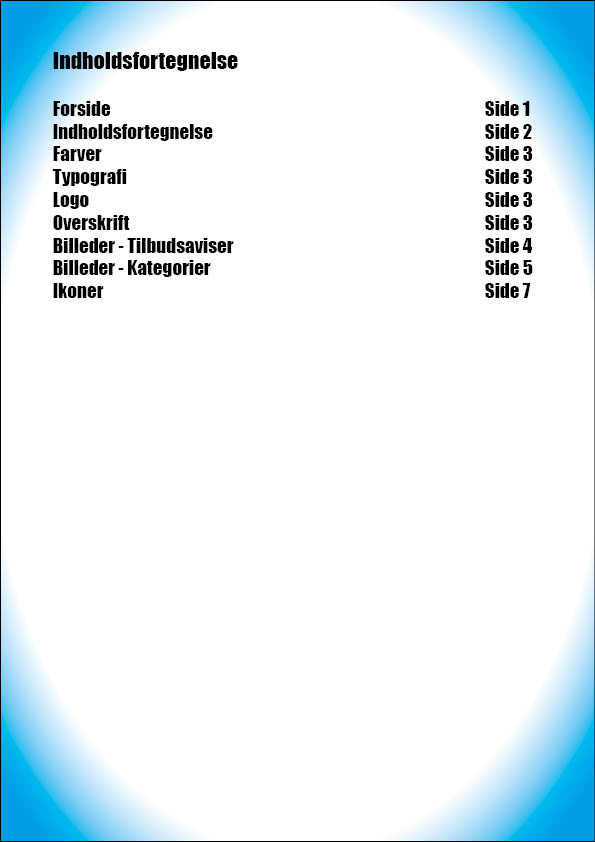 Indholdsfortegnelse
Forside Side 1
Indholdsfortegnelse Side 2
Farver Side 3
Typografi Side 3
Logo Side 3
Overskrift Side 3
Billeder - Tilbudsaviser Side 4
Billeder - Kategorier Side 5
Ikoner Side 7